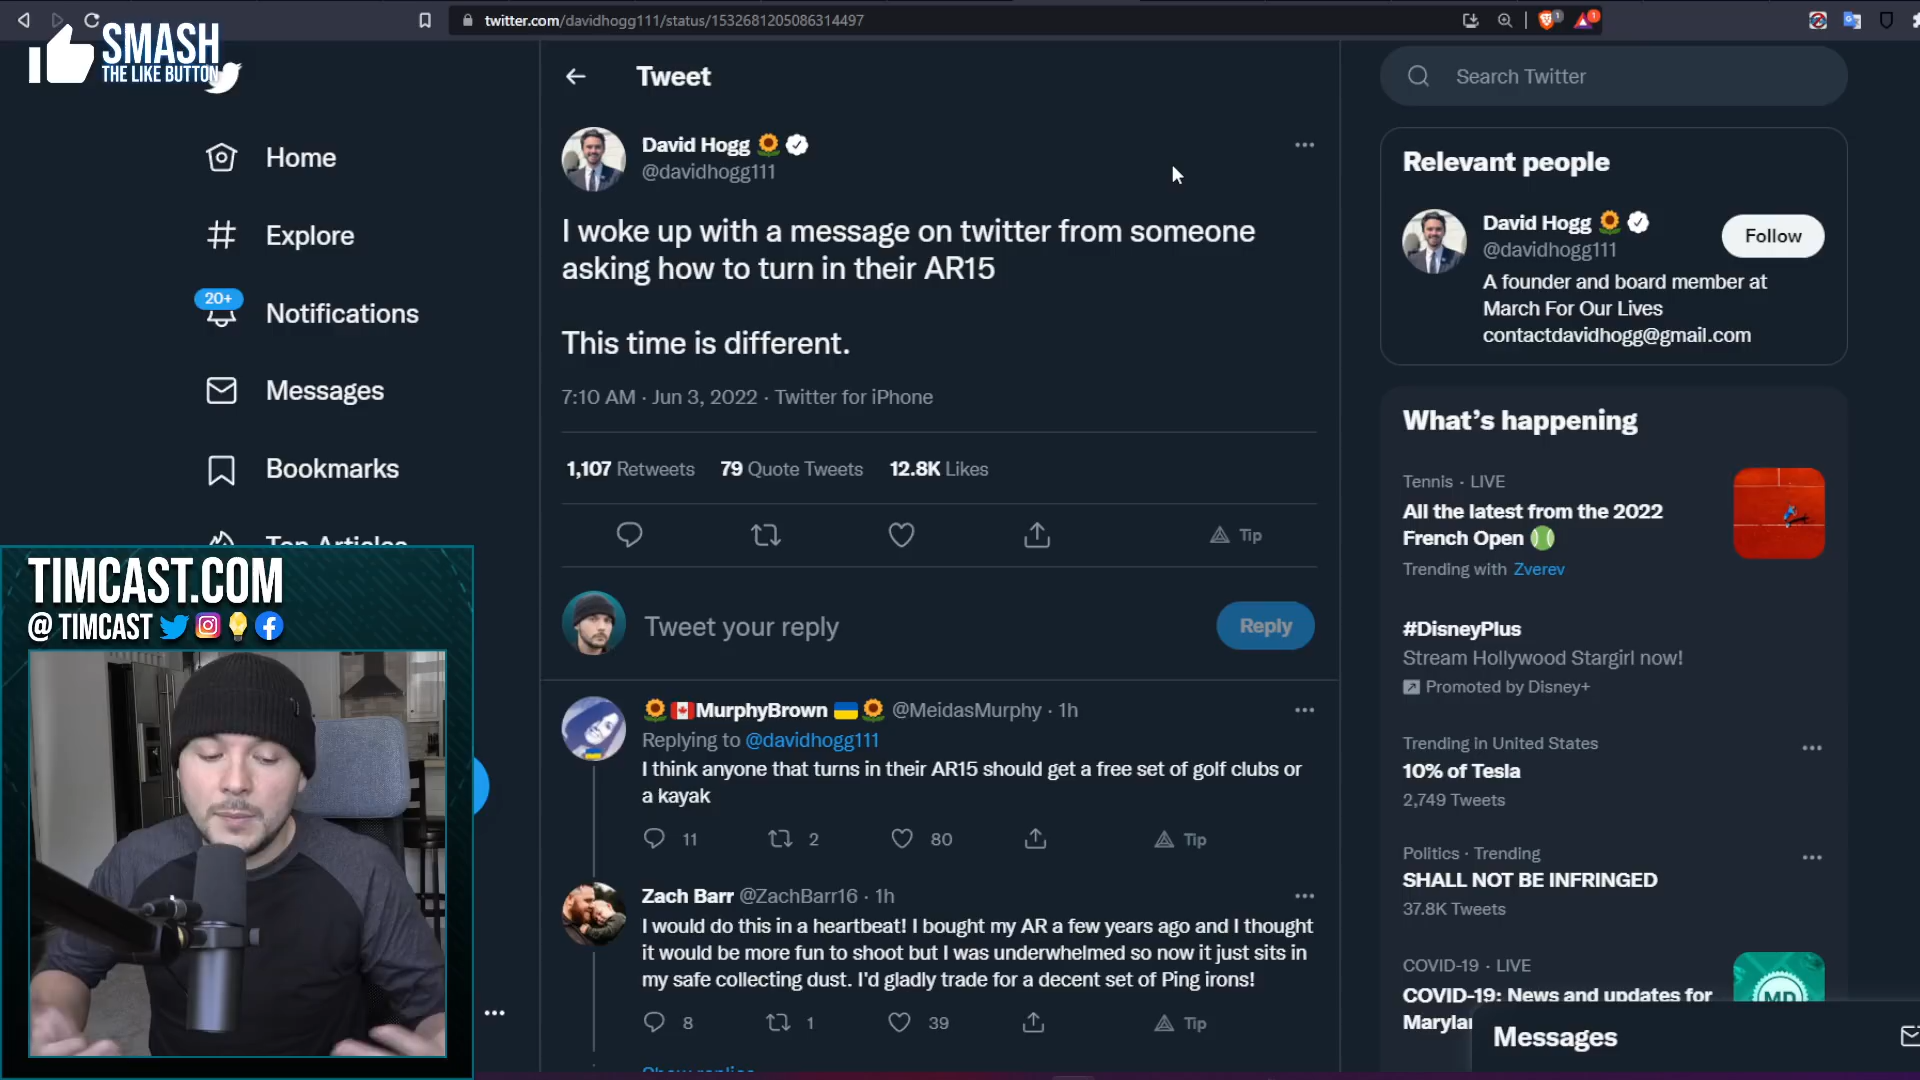 twitter.com/davidhogg111/status/1532681205086314497
SMASH
THE LIKE BUTTON
Home
Explore
20+
Notifications
Messages
Bookmarks
Top Articles
TIMCAST.COM
@ TIMCAST
Tweet
David Hogg
@davidhogg111
I woke up with a message on twitter from someone
asking how to turn in their AR15
This time is different.
7:10 AM · Jun 3, 2022 · Twitter for iPhone
1,107 Retweets 79 Quote Tweets 12.8K Likes
Tip
Tweet your reply
Reply
MurphyBrown @MeidasMurphy · 1h
Replying to @davidhogg111
I think anyone that turns in their AR15 should get a free set of golf clubs or
a kayak
11 2 80 Tip
Zach Barr @ZachBarr16 · 1h
I would do this in a heartbeat! I bought my AR a few years ago and I thought
it would be more fun to shoot but I was underwhelmed so now it just sits in
my safe collecting dust. I'd gladly trade for a decent set of Ping irons!
8 1 39 Tip
Show replies
Search Twitter
Relevant people
David Hogg
@davidhogg111
Follow
A founder and board member at
March For Our Lives
contactdavidhogg@gmail.com
What's happening
Tennis · LIVE
All the latest from the 2022
French Open
Trending with Zverev
#DisneyPlus
Stream Hollywood Stargirl now!
Promoted by Disney+
Trending in United States
10% of Tesla
2,749 Tweets
Politics · Trending
SHALL NOT BE INFRINGED
37.8K Tweets
COVID-19 · LIVE
COVID-19: News and updates for
Marylan
MD
Messages